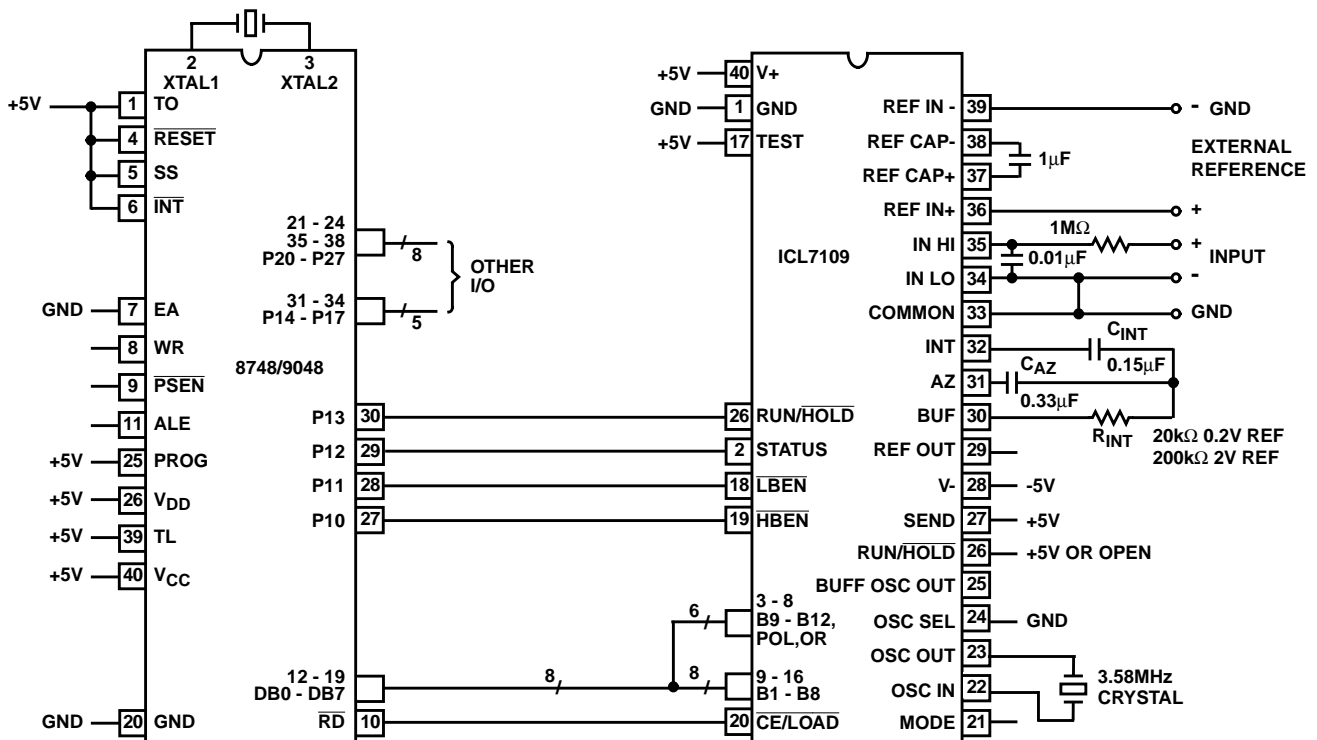 2
XTAL1
3
XTAL2
+5V
1 TO
4 RESET
5 SS
6 INT
21 - 24
35 - 38
P20 - P27
8
31 - 34
P14 - P17
5
OTHER
I/O
GND 7 EA
8 WR
9 PSEN
11 ALE
+5V 25 PROG
+5V 26 VDD
+5V 39 TL
+5V 40 VCC
GND 20 GND
8748/9048
P13 30
P12 29
P11 28
P10 27
12 - 19
DB0 - DB7
8
RD 10
+5V 40 V+
GND 1 GND
+5V 17 TEST
ICL7109
26 RUN/HOLD
2 STATUS
18 LBEN
19 HBEN
6
3 - 8
B9 - B12,
POL,OR
8
9 - 16
B1 - B8
20 CE/LOAD
REF IN - 39 - GND
REF CAP- 38
1μF
REF CAP+ 37
EXTERNAL
REFERENCE
REF IN+ 36 +
1MΩ
IN HI 35 +
0.01μF
INPUT
IN LO 34 -
COMMON 33 GND
INT 32
CINT
0.15μF
AZ 31
CAZ
0.33μF
BUF 30
RINT
20kΩ 0.2V REF
200kΩ 2V REF
REF OUT 29
V- 28 -5V
SEND 27 +5V
RUN/HOLD 26 +5V OR OPEN
BUFF OSC OUT 25
OSC SEL 24 GND
OSC OUT 23
OSC IN 22
3.58MHz
CRYSTAL
MODE 21